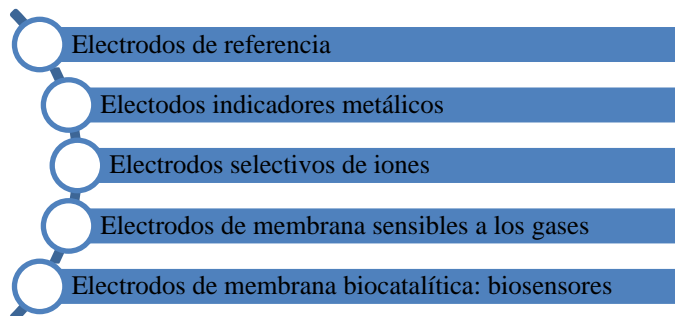 Electrodos de referencia
Electodos indicadores metálicos
Electrodos selectivos de iones
Electrodos de membrana sensibles a los gases
Electrodos de membrana biocatalítica: biosensores